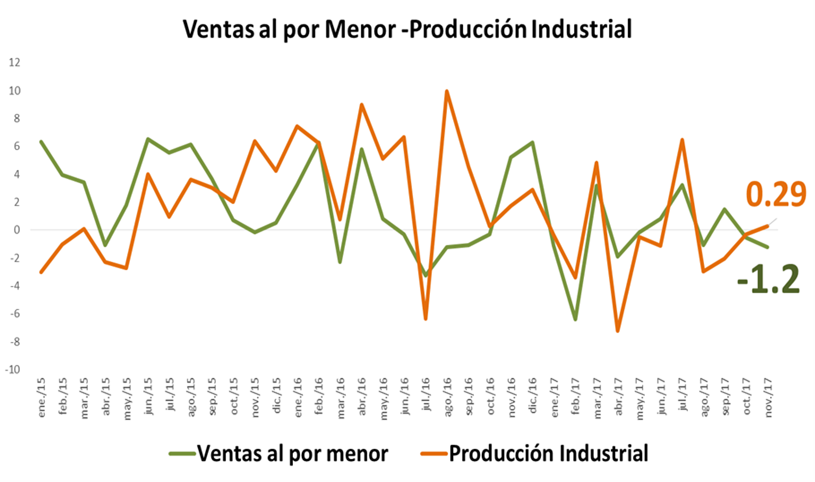 Ventas al por Menor -Producción Industrial
12
10
8
6
4
2
0
-2
-4
-6
-8
-10
0.29
-1.2
ene./15
feb./15
mar./15
abr./15
may./15
jun./15
jul./15
ago./15
sep./15
oct./15
nov./15
dic./15
ene./16
feb./16
mar./16
abr./16
may./16
jun./16
jul./16
ago./16
sep./16
oct./16
nov./16
dic./16
ene./17
feb./17
mar./17
abr./17
may./17
jun./17
jul./17
ago./17
sep./17
oct./17
nov./17
Ventas al por menor Producción Industrial